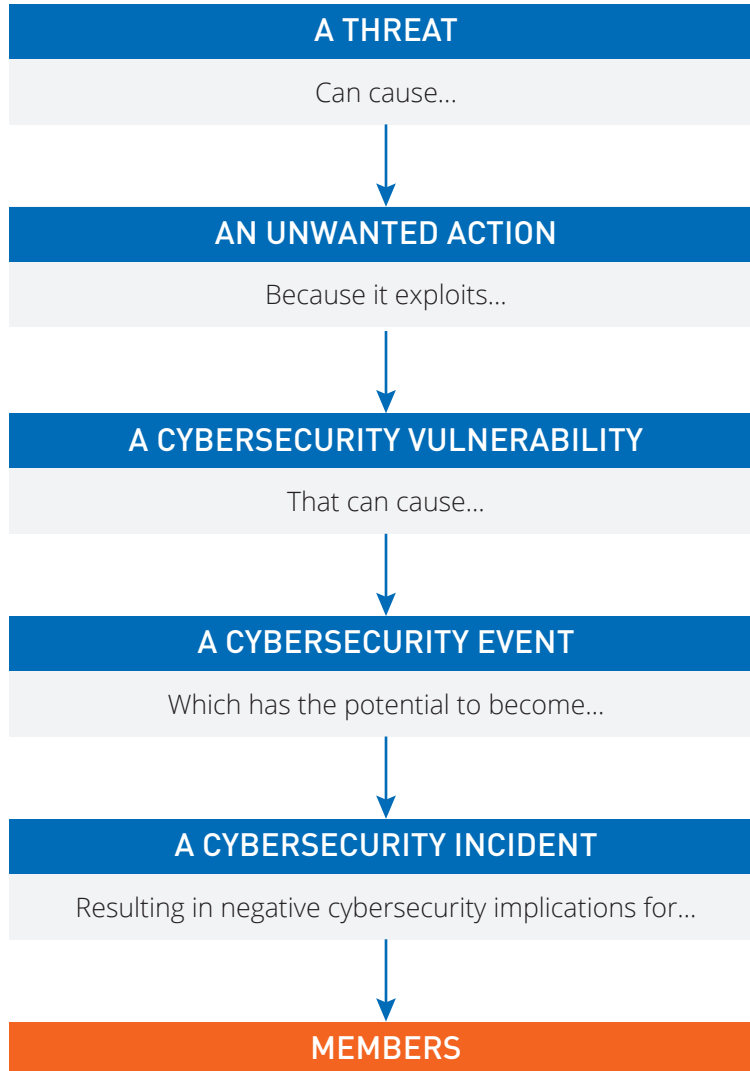 A THREAT
Can cause...
AN UNWANTED ACTION
Because it exploits...
A CYBERSECURITY VULNERABILITY
That can cause...
A CYBERSECURITY EVENT
Which has the potential to become...
A CYBERSECURITY INCIDENT
Resulting in negative cybersecurity implications for...
MEMBERS